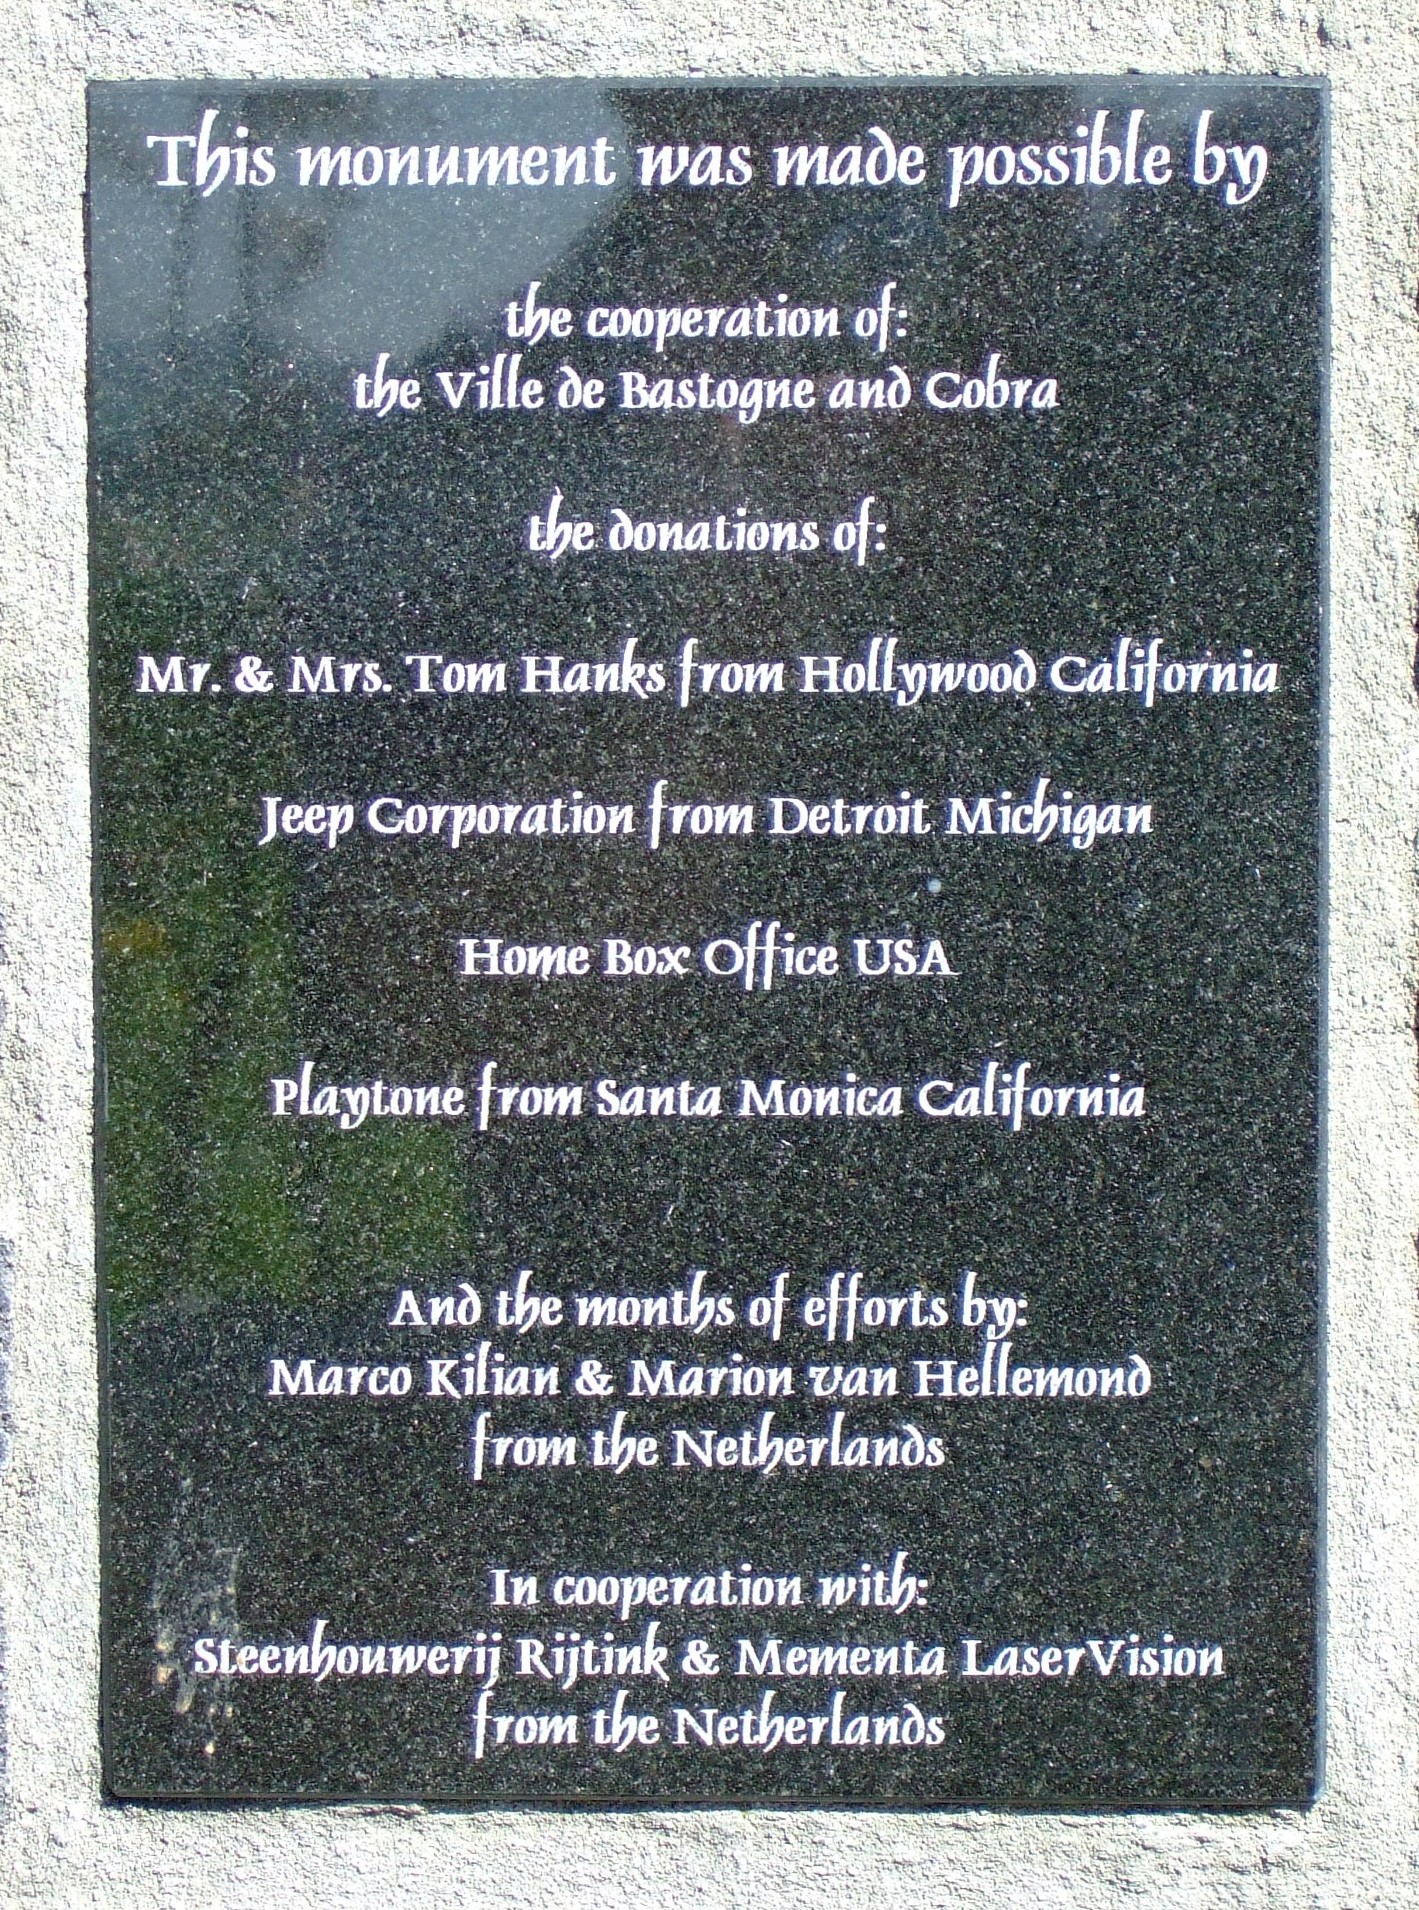 This monument was made possible by
the cooperation of:
the Ville de Bastogne and Cobra
the donations of:
Mr. & Mrs. Tom Hanks from Hollywood California
Jeep Corporation from Detroit Michigan
Home Box Office USA
Playtone from Santa Monica California
And the months of efforts by:
Marco Kilian & Marion van Hellemond
from the Netherlands
In cooperation with:
Steenhouwerij Rijtink & Mementa LaserVision
from the Netherlands